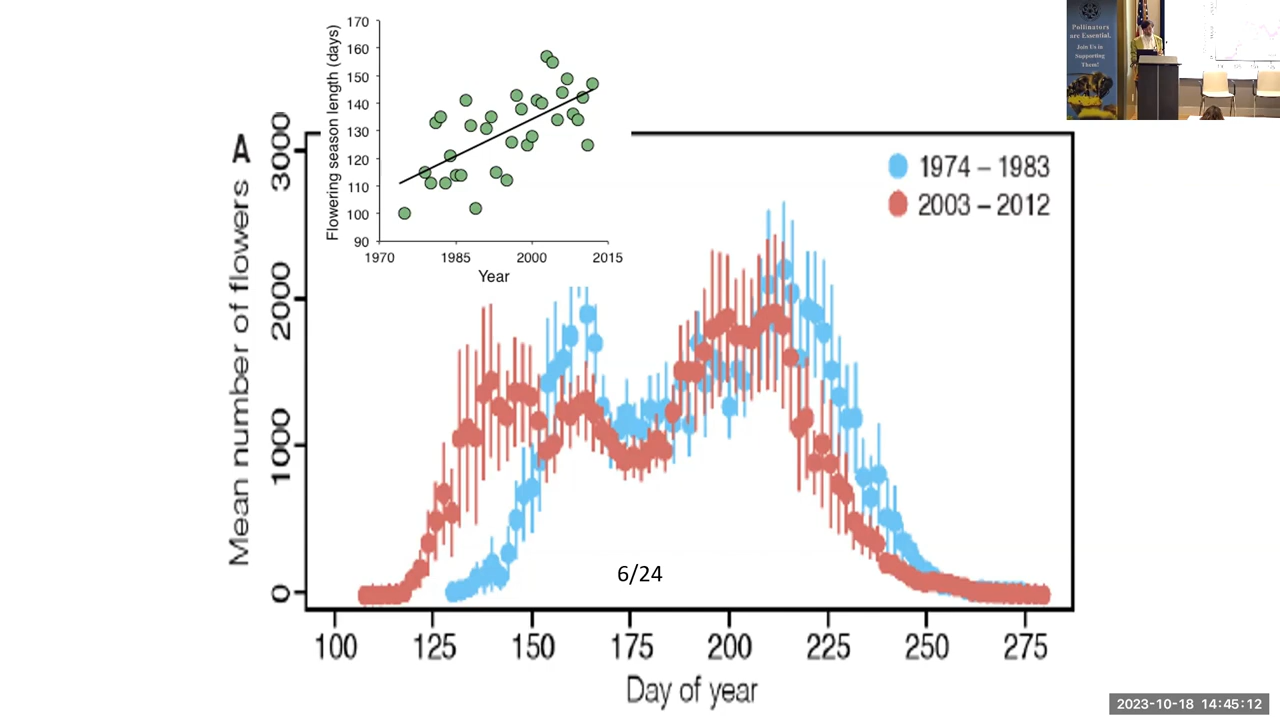 Flowering season length (days)
170
160
150
140
130
120
110
100
90
1970
1985
2000
2015
Year
A
Mean number of flowers
3000
2000
1000
0
1974 – 1983
2003 – 2012
6/24
100
125
150
175
200
225
250
275
Day of year
Pollinators
are Essential.
Join Us in
Supporting
Them!
2023-10-18 14:45:12